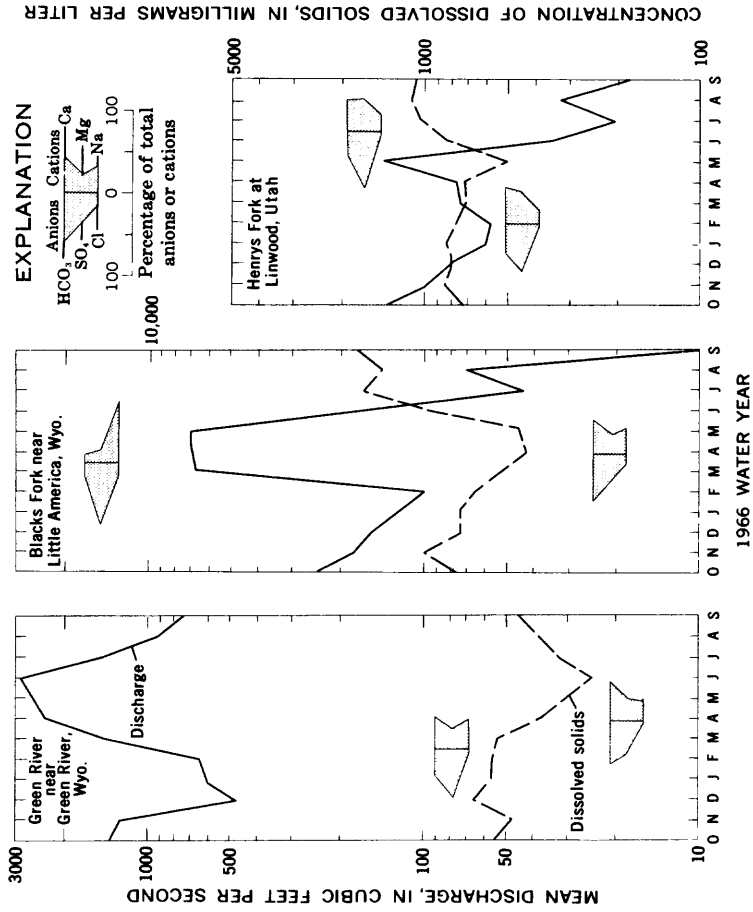 MEAN DISCHARGE, IN CUBIC FEET PER SECOND
3000
1000
500
100
50
10
Green River
near
Green River,
Wyo.
Discharge
Dissolved solids
O N D J F M A M J J A S
Blacks Fork near
Little America, Wyo.
O N D J F M A M J J A S
1966 WATER YEAR
EXPLANATION
Anions Cations
HCO₃ Ca
SO₄ Mg
Cl Na
100 0 100
Percentage of total
anions or cations
10,000
Henrys Fork at
Linwood, Utah
O N D J F M A M J J A S
5000
1000
100
CONCENTRATION OF DISSOLVED SOLIDS, IN MILLIGRAMS PER LITER